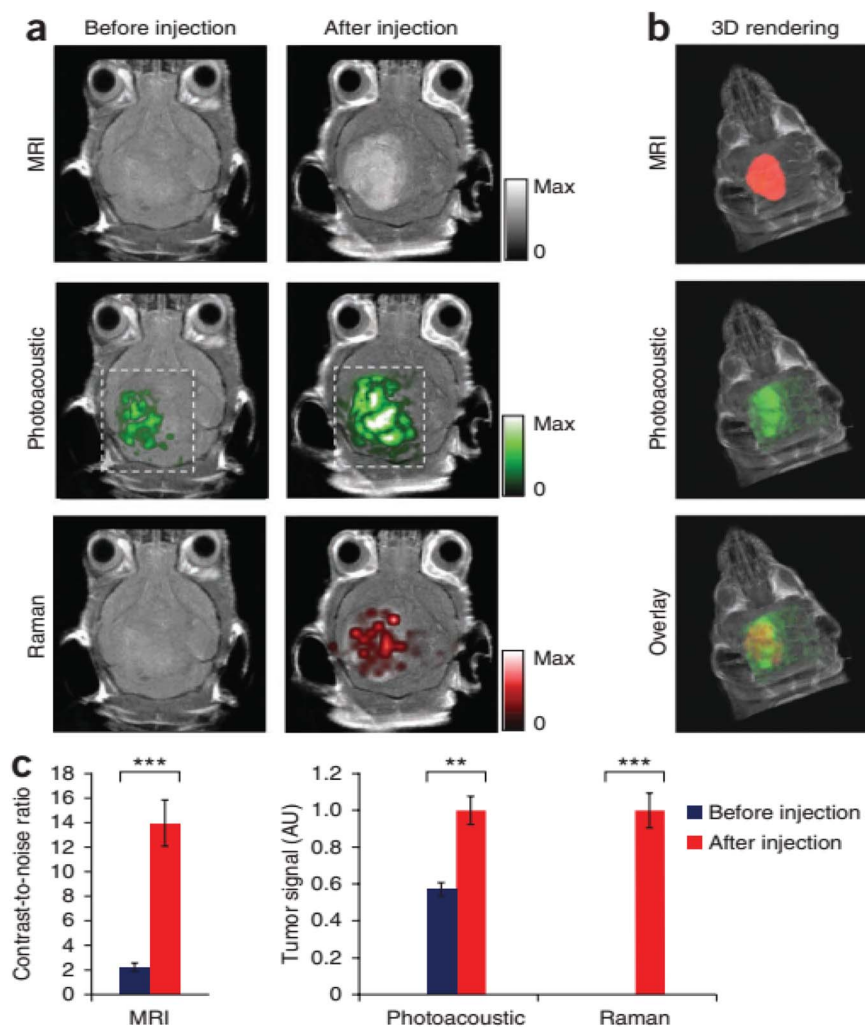 a
Before injection
After injection
b
3D rendering
MRI
Max
0
MRI
Photoacoustic
Max
0
Photoacoustic
Raman
Max
0
Overlay
c
Contrast-to-noise ratio
18
16
14
12
10
8
6
4
2
0
***
MRI
Tumor signal (AU)
1.2
1.0
0.8
0.6
0.4
0.2
0
**
***
Photoacoustic
Raman
Before injection
After injection